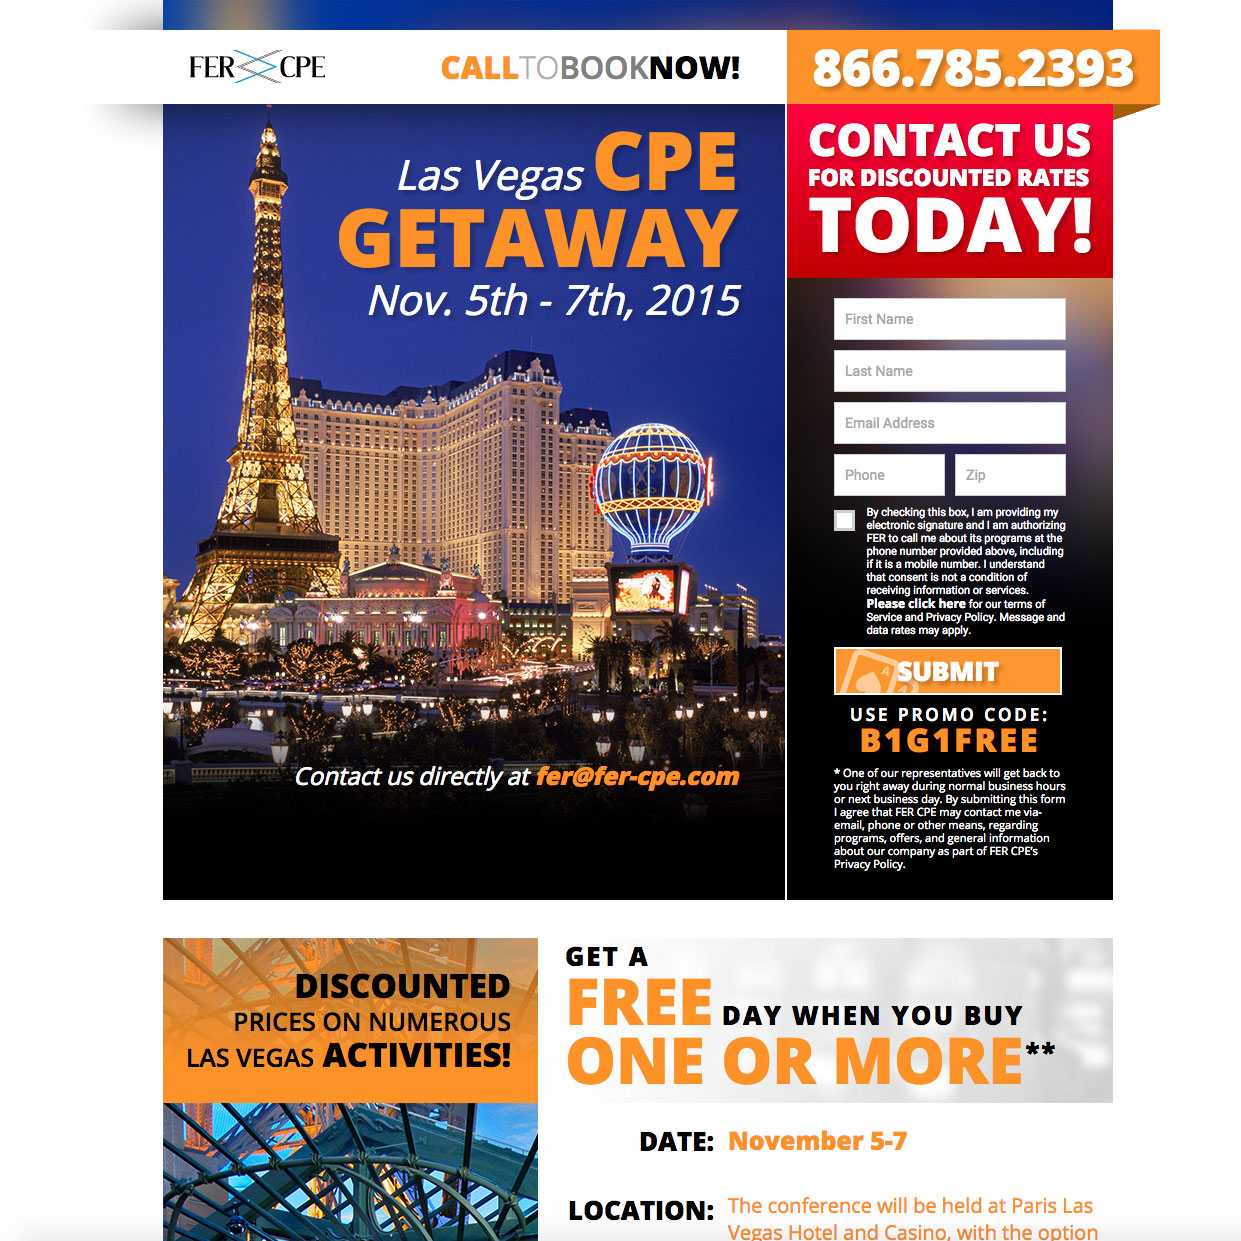 FER CPE
CALLTOBOOKNOW!
866.785.2393
Las Vegas CPE
GETAWAY
Nov. 5th - 7th, 2015
Contact us directly at fer@fer-cpe.com
CONTACT US
FOR DISCOUNTED RATES
TODAY!
First Name
Last Name
Email Address
Phone
Zip
By checking this box, I am providing my
electronic signature and I am authorizing
FER to call me about its programs at the
phone number provided above, including
if it is a mobile number. I understand
that consent is not a condition of
receiving information or services.
Please click here for our terms of
Service and Privacy Policy. Message and
data rates may apply.
SUBMIT
USE PROMO CODE:
B1G1FREE
* One of our representatives will get back to
you right away during normal business hours
or next business day. By submitting this form
I agree that FER CPE may contact me via-
email, phone or other means, regarding
programs, offers, and general information
about our company as part of FER CPE's
Privacy Policy.
DISCOUNTED
PRICES ON NUMEROUS
LAS VEGAS ACTIVITIES!
GET A
FREE DAY WHEN YOU BUY
ONE OR MORE**
DATE: November 5-7
LOCATION: The conference will be held at Paris Las
Vegas Hotel and Casino, with the option